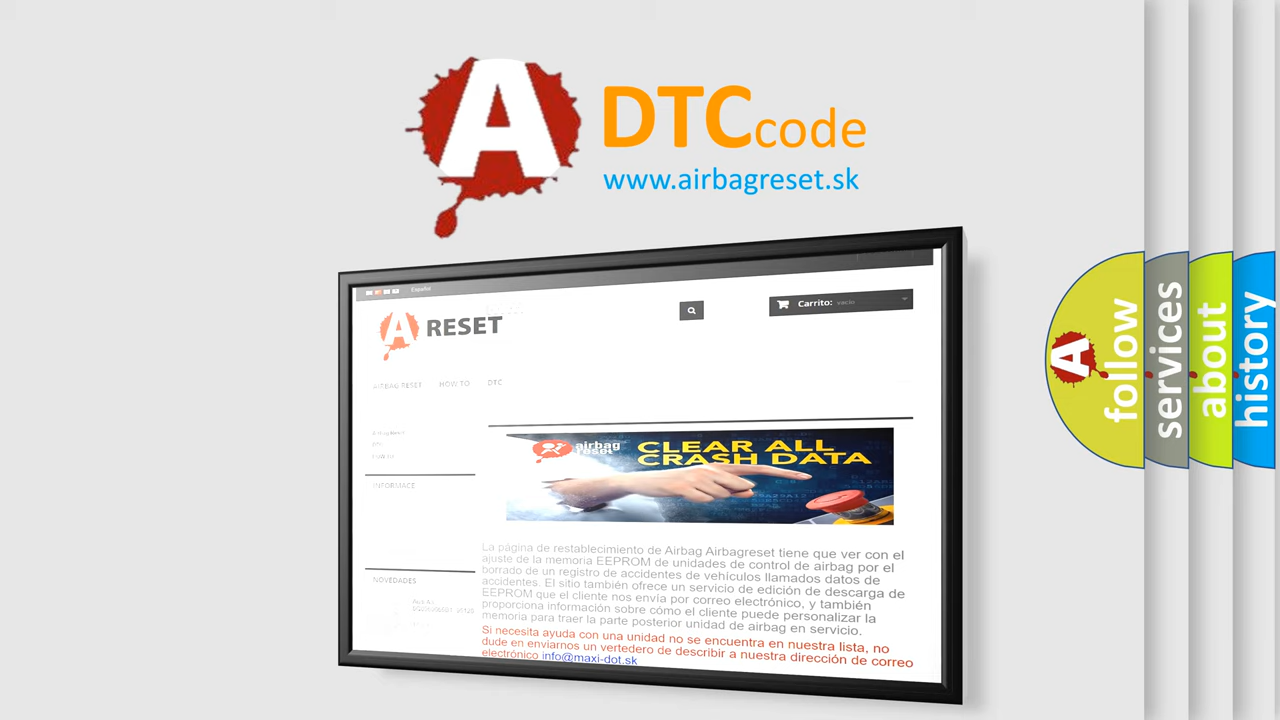 A DTCcode
www.airbagreset.sk
Español
A RESET
Carrito: vacío
AIRBAG RESET HOW TO DTC
INFORMACE
NOVEDADES
airbag
reset
CLEAR ALL
CRASH DATA
La página de restablecimiento de Airbag Airbagreset tiene que ver con el
ajuste de la memoria EEPROM de unidades de control de airbag por el
borrado de un registro de accidentes de vehículos llamados datos de
accidentes. El sitio también ofrece un servicio de edición de descarga de
EEPROM que el cliente nos envía por correo electrónico, y también
proporciona información sobre cómo el cliente puede personalizar la
memoria para traer la parte posterior unidad de airbag en servicio.
Si necesita ayuda con una unidad no se encuentra en nuestra lista, no
dude en enviarnos un vertedero de describir a nuestra dirección de correo
electrónico info@maxi-dot.sk
A follow
services
about
history